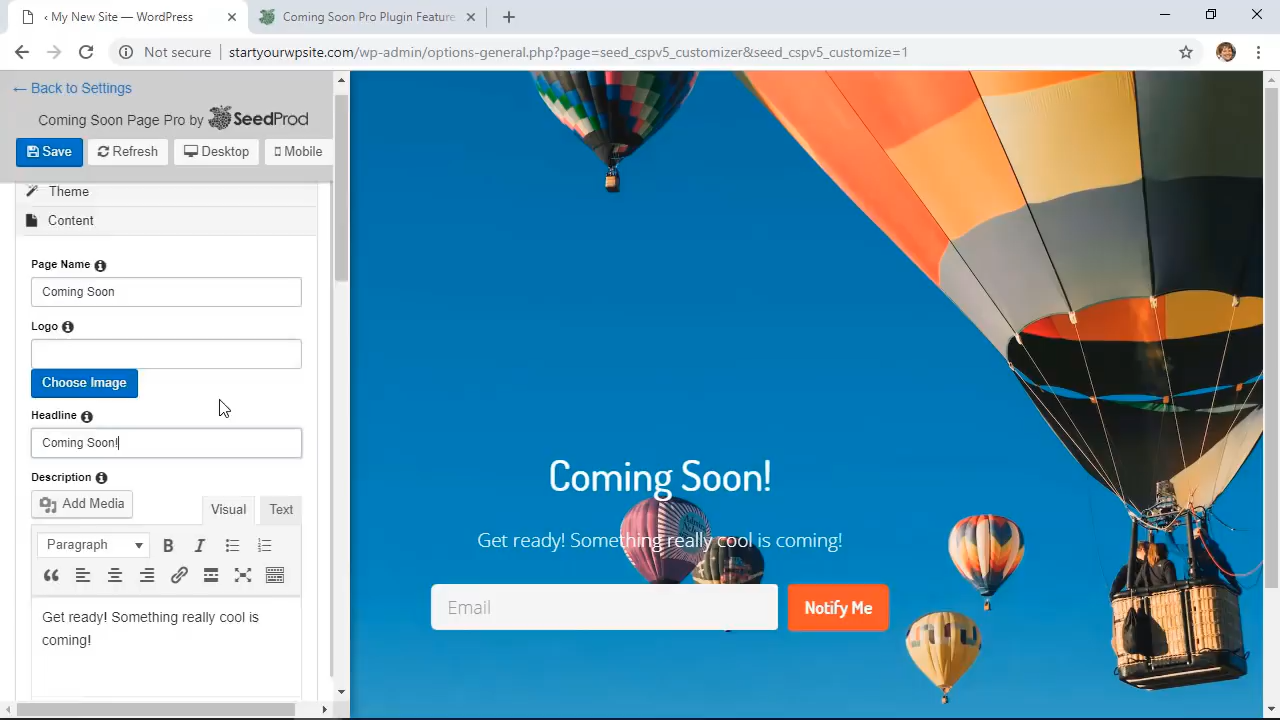 ‹ My New Site — WordPress
Coming Soon Pro Plugin Feature
Not secure
startyourwpsite.com/wp-admin/options-general.php?page=seed_cspv5_customizer&seed_cspv5_customize=1
← Back to Settings
Coming Soon Page Pro by SeedProd
Save
Refresh
Desktop
Mobile
Theme
Content
Page Name
Coming Soon
Logo
Choose Image
Headline
Coming Soon!
Description
Add Media
Visual
Text
Paragraph
B
I
Get ready! Something really cool is
coming!
Coming Soon!
Get ready! Something really cool is coming!
Email
Notify Me